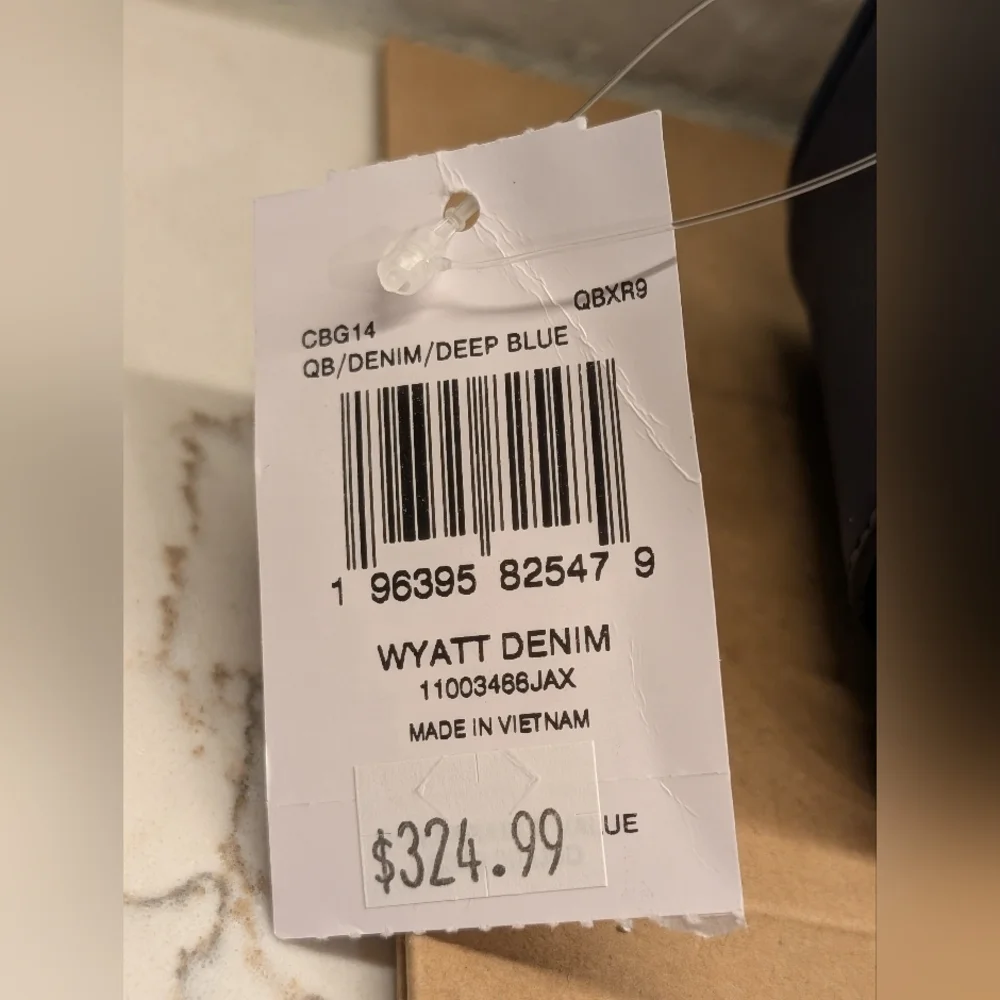 QBXR9
CBG14
QB/DENIM/DEEP BLUE
1 96395 82547 9
WYATT DENIM
11003466JAX
MADE IN VIETNAM
UE
$324.99